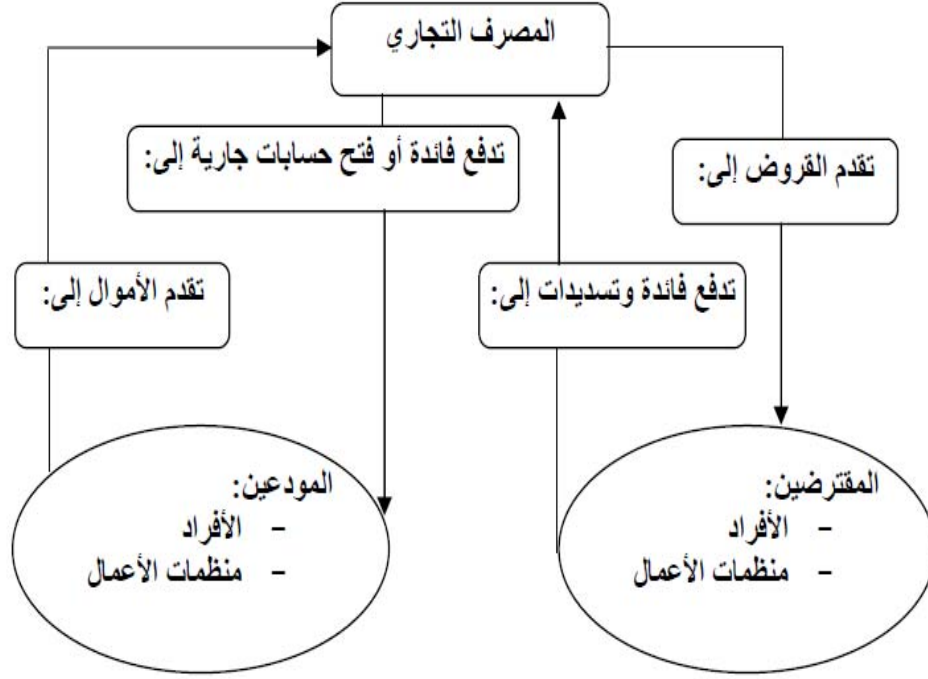 المصرف التجاري
تدفع فائدة أو فتح حسابات جارية إلى:
تقدم القروض إلى:
تدفع فائدة وتسديدات إلى:
تقدم الأموال إلى:
المقترضين:
- الأفراد
- منظمات الأعمال
المودعين:
- الأفراد
- منظمات الأعمال